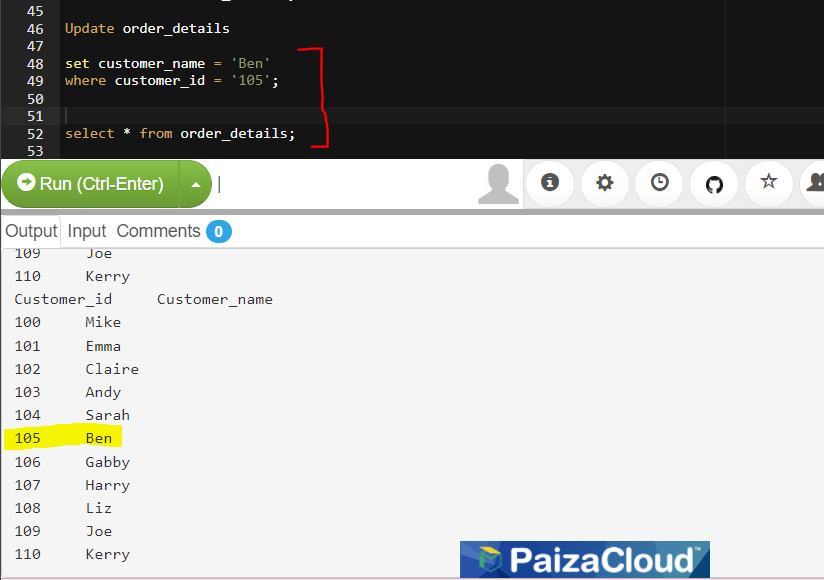 45
46 Update order_details
47
48 set customer_name = 'Ben'
49 where customer_id = '105';
50
51
52 select * from order_details;
53
Run (Ctrl-Enter)
Output Input Comments 0
109 Joe
110 Kerry
Customer_id Customer_name
100 Mike
101 Emma
102 Claire
103 Andy
104 Sarah
105 Ben
106 Gabby
107 Harry
108 Liz
109 Joe
110 Kerry
PaizaCloud™